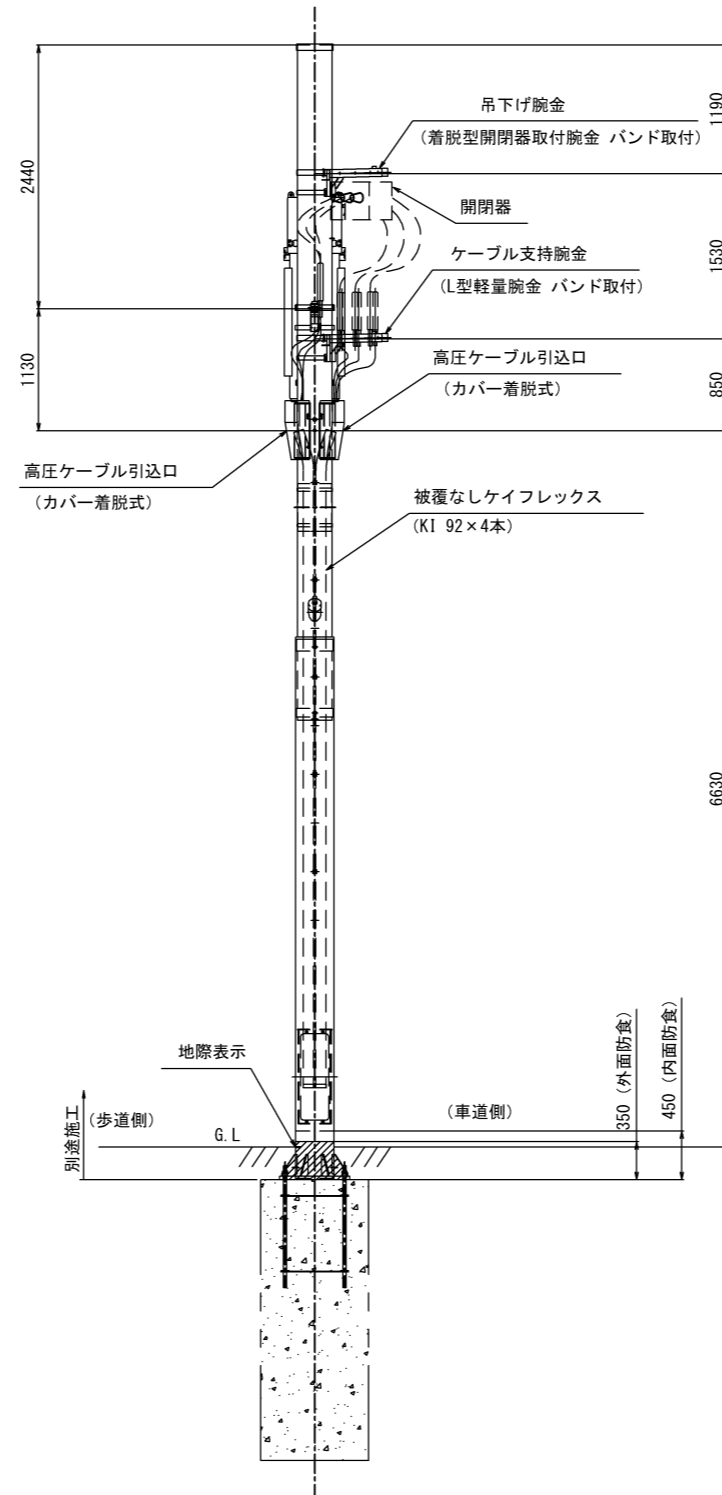 1190
吊下げ腕金
(着脱型開閉器取付腕金 バンド取付)
2440
開閉器
1530
ケーブル支持腕金
(L型軽量腕金 バンド取付)
1130
高圧ケーブル引込口
(カバー着脱式)
850
高圧ケーブル引込口
(カバー着脱式)
被覆なしケイフレックス
(KI 92×4本)
6630
地際表示
350 (外面防食)
450 (内面防食)
別途施工
(歩道側)
(車道側)
G.L